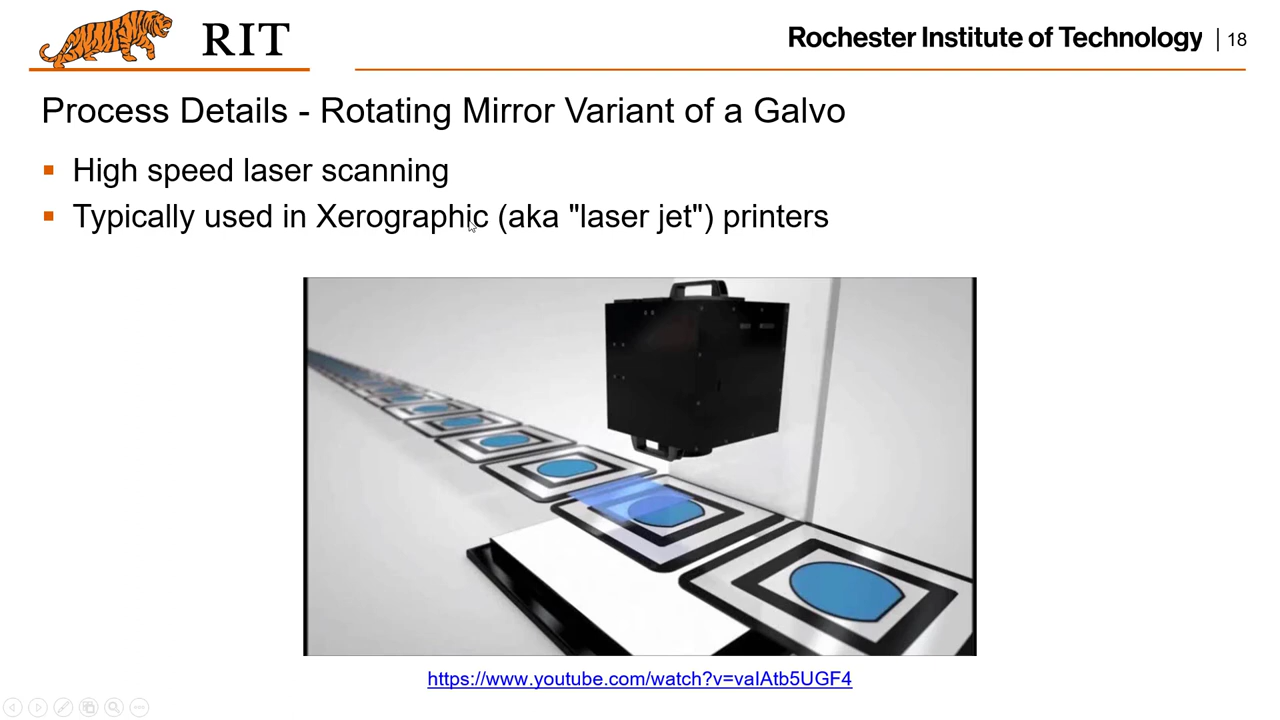 RIT
Rochester Institute of Technology | 18
Process Details - Rotating Mirror Variant of a Galvo
High speed laser scanning
Typically used in Xerographic (aka "laser jet") printers
https://www.youtube.com/watch?v=vaIAtb5UGF4